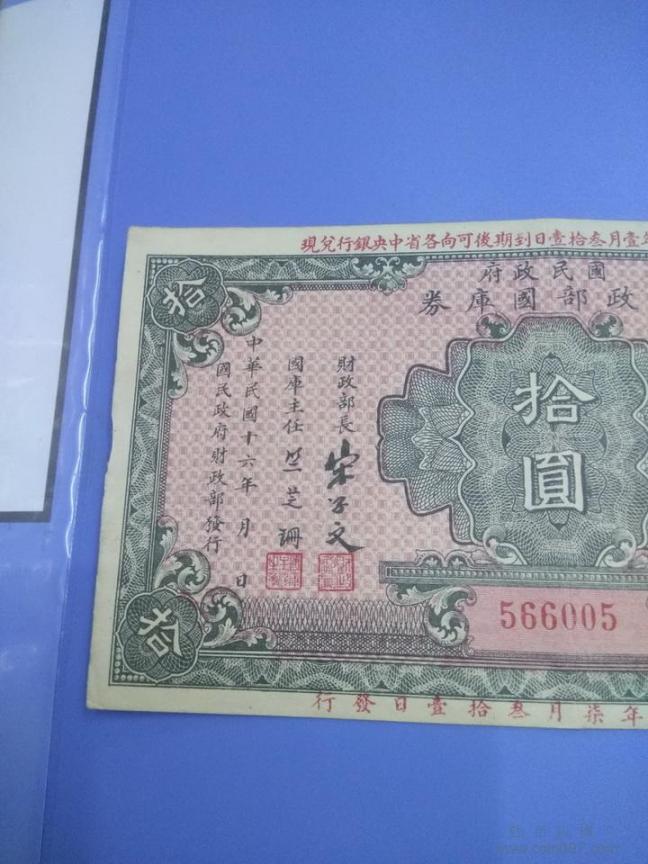 年壹月叁拾壹日到期後可向各省中央銀行兌現
國民政府
政部國庫券
拾
拾圓
財政部長 宋子文
國庫主任 竺芝珊
中華民國十六年 月 日
國民政府財政部發行
566005
拾
年柒月叁拾壹日發行